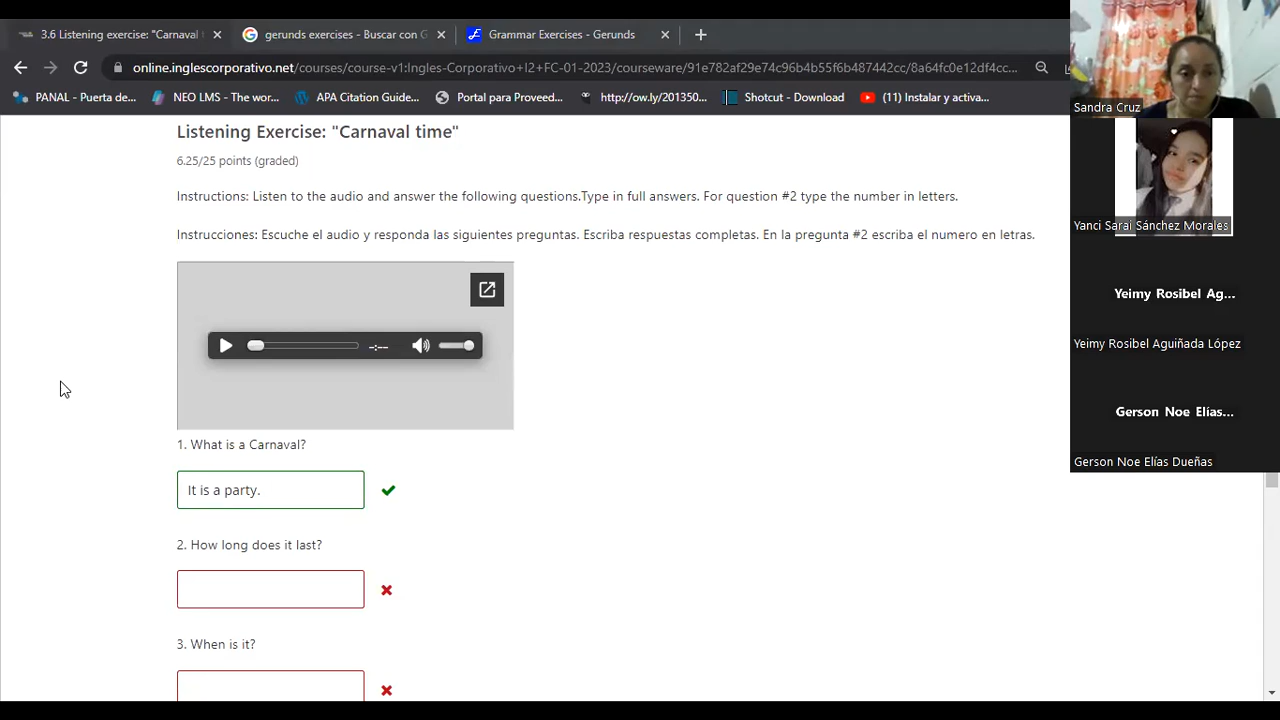 3.6 Listening exercise: "Carnaval
gerunds exercises - Buscar con G
Grammar Exercises - Gerunds
online.inglescorporativo.net/courses/course-v1:Ingles-Corporativo+I2+FC-01-2023/courseware/91e782af29e74c96b4b55f6b487442cc/8a64fc0e12df4cc...
PANAL - Puerta de...
NEO LMS - The wor...
APA Citation Guide...
Portal para Proveed...
http://ow.ly/201350...
Shotcut - Download
(11) Instalar y activa...
Sandra Cruz
Listening Exercise: "Carnaval time"
6.25/25 points (graded)
Instructions: Listen to the audio and answer the following questions.Type in full answers. For question #2 type the number in letters.
Yanci Sarai Sánchez Morales
Instrucciones: Escuche el audio y responda las siguientes preguntas. Escriba respuestas completas. En la pregunta #2 escriba el numero en letras.
Yeimy Rosibel Ag...
Yeimy Rosibel Aguiñada López
-:--
Gerson Noe Elías...
Gerson Noe Elías Dueñas
1. What is a Carnaval?
It is a party.
2. How long does it last?
3. When is it?